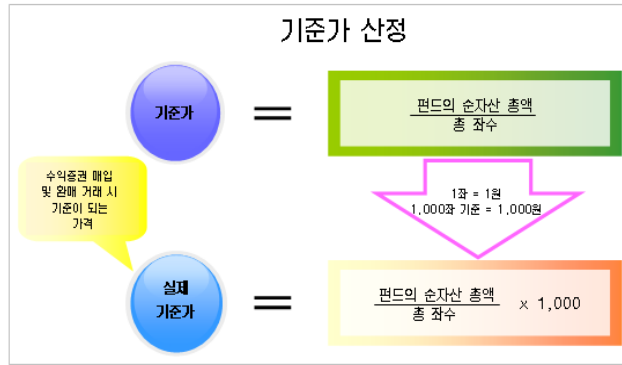 기준가 산정
기준가
=
펀드의 순자산 총액
총 좌수
수익증권 매입
및 환매 거래 시
기준이 되는
가격
1좌 = 1원
1,000좌 기준 = 1,000원
실제
기준가
=
펀드의 순자산 총액
총 좌수
× 1,000